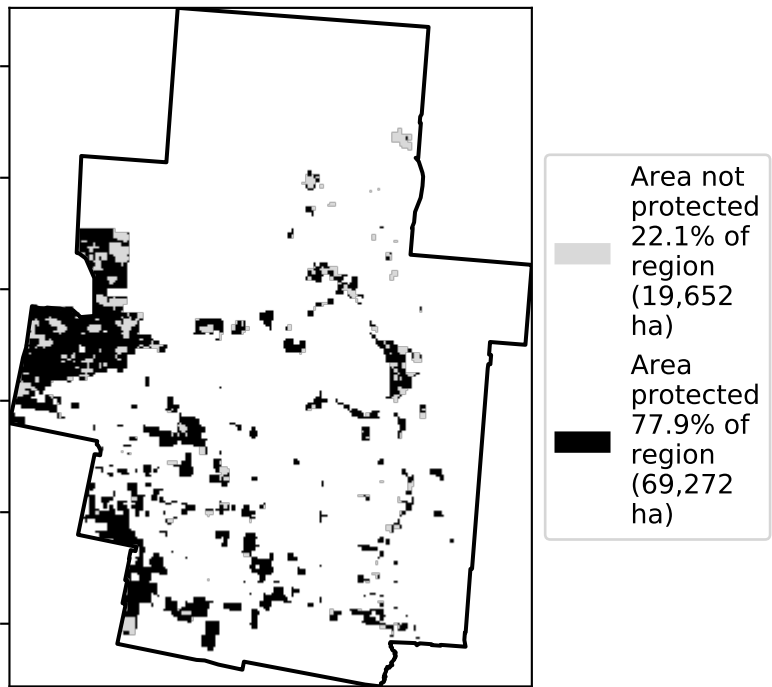 Area not
protected
22.1% of
region
(19,652
ha)
Area
protected
77.9% of
region
(69,272
ha)